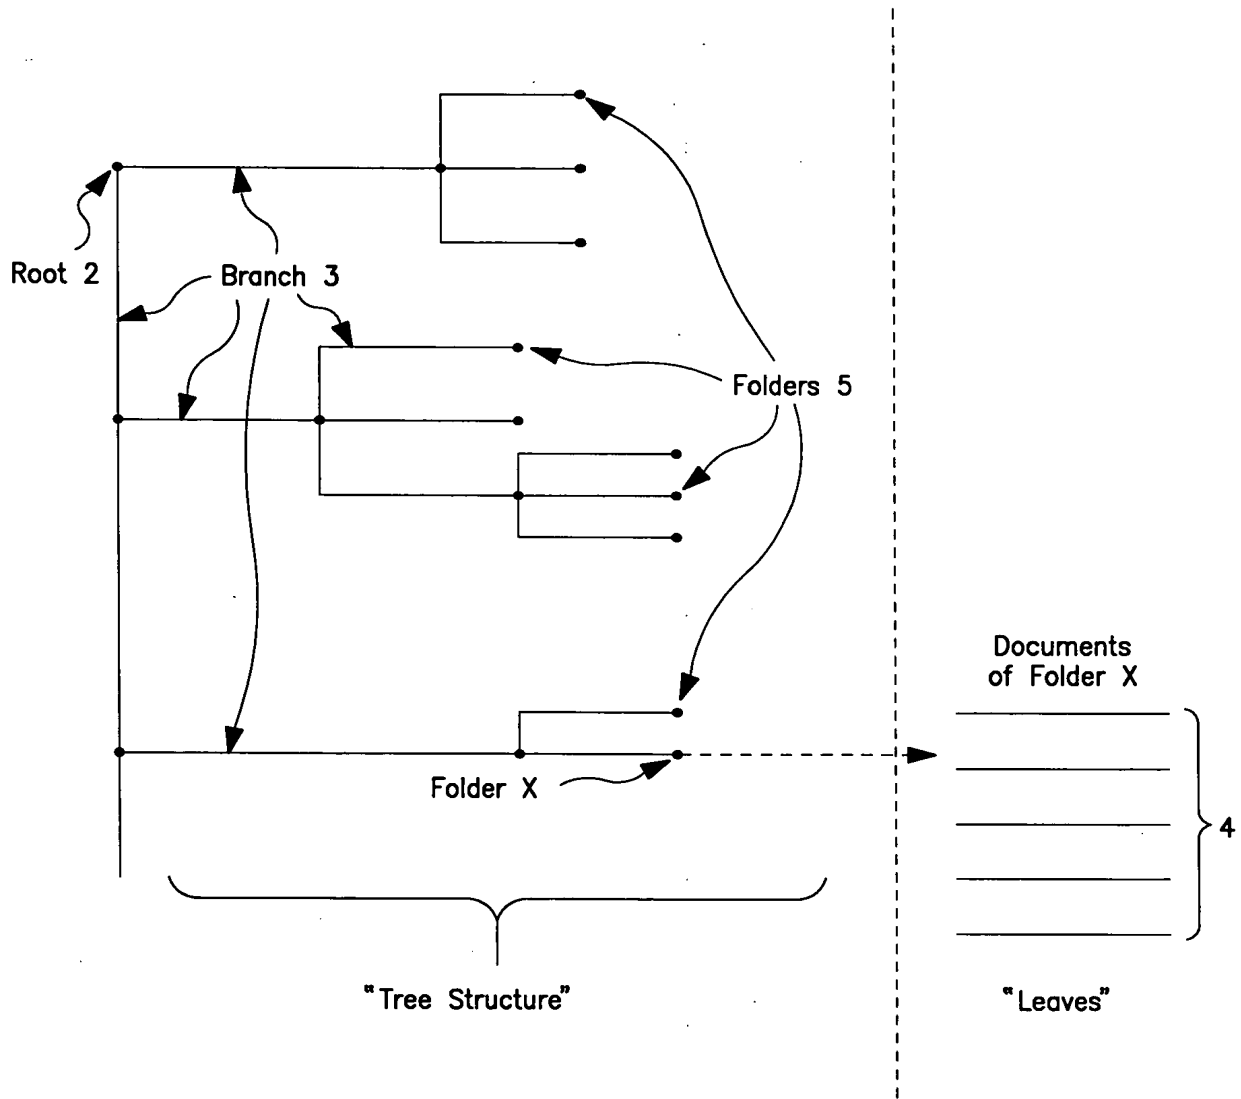 Root 2
Branch 3
Folders 5
Documents
of Folder X
Folder X
4
"Tree Structure"
"Leaves"